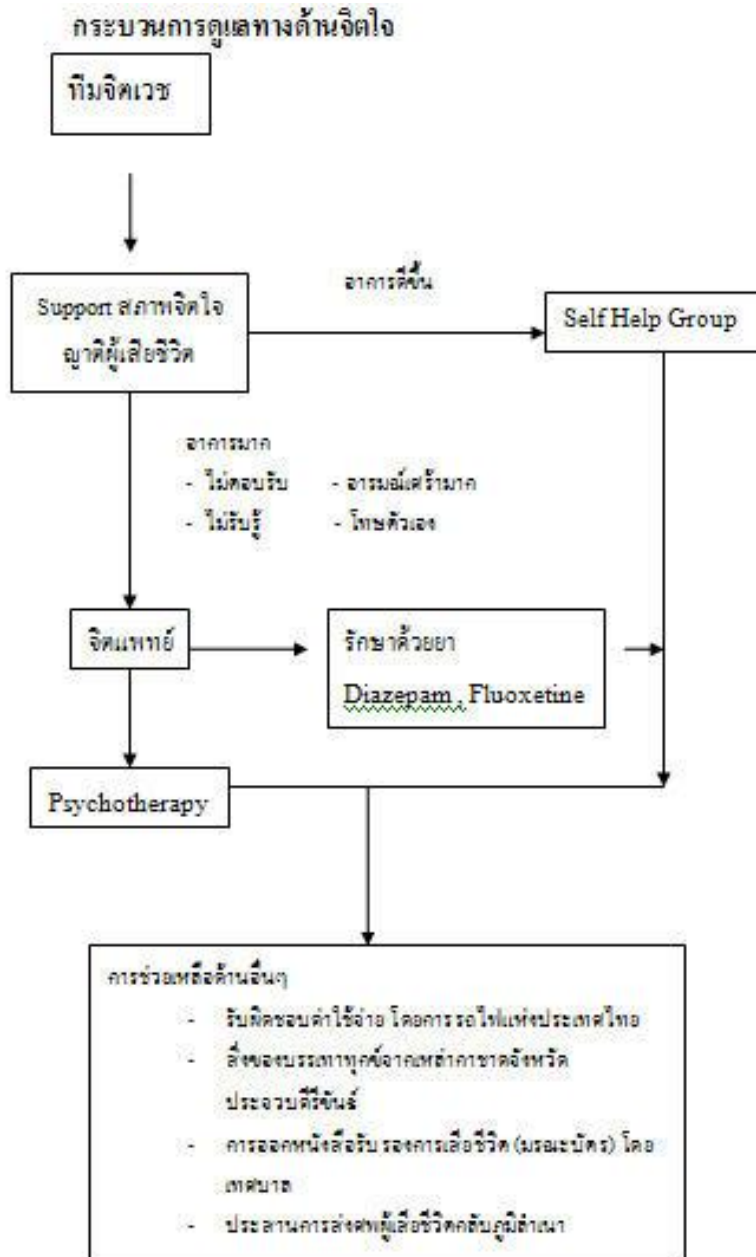 กระบวนการดูแลทางด้านจิตใจ
ทีมจิตเวช
Support สภาพจิตใจ
ญาติผู้เสียชีวิต
อาการดีขึ้น
Self Help Group
อาการมาก
- ไม่ตอบรับ - อารมณ์เศร้ามาก
- ไม่รับรู้ - โทษตัวเอง
จิตแพทย์
รักษาด้วยยา
Diazepam , Fluoxetine
Psychotherapy
การช่วยเหลือด้านอื่นๆ
- รับผิดชอบค่าใช้จ่าย โดยการรถไฟแห่งประเทศไทย
- สิ่งของบรรเทาทุกข์จากเหล่ากาชาดจังหวัด
ประจวบคีรีขันธ์
- การออกหนังสือรับรองการเสียชีวิต (มรณะบัตร) โดย
เทศบาล
- ประสานการส่งศพผู้เสียชีวิตกลับภูมิลำเนา